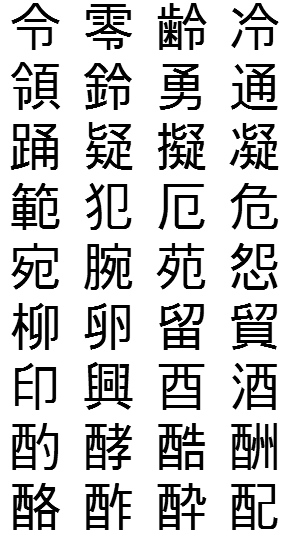 令 零 齢 冷
領 鈴 勇 通
踊 疑 擬 凝
範 犯 厄 危
宛 腕 苑 怨
柳 卵 留 貿
印 興 酉 酒
酌 酵 酷 酬
酪 酢 酔 配